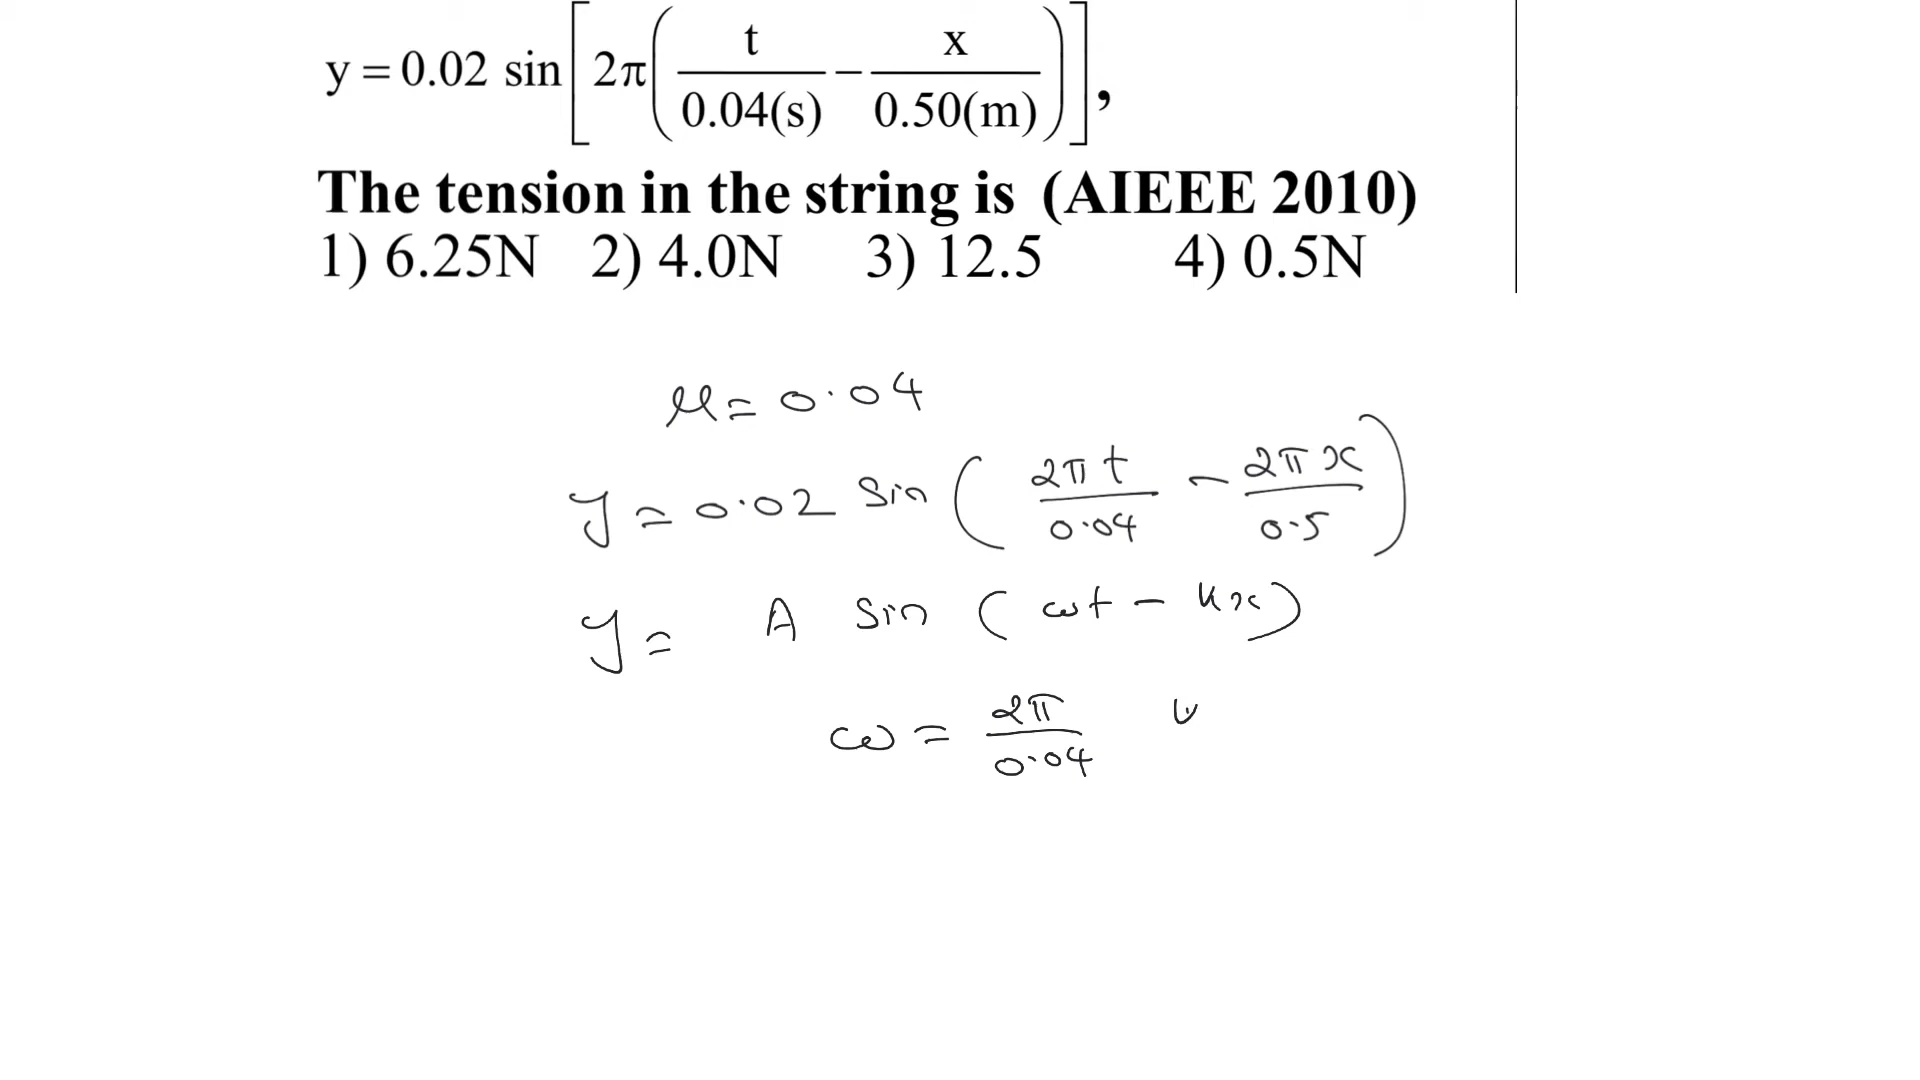 y = 0.02 sin[2π(t/0.04(s) − x/0.50(m))],
The tension in the string is (AIEEE 2010)
1) 6.25N 2) 4.0N 3) 12.5 4) 0.5N
μ = 0.04
y = 0.02 sin(2πt/0.04 − 2πx/0.5)
y = A sin(ωt − kx)
ω = 2π/0.04